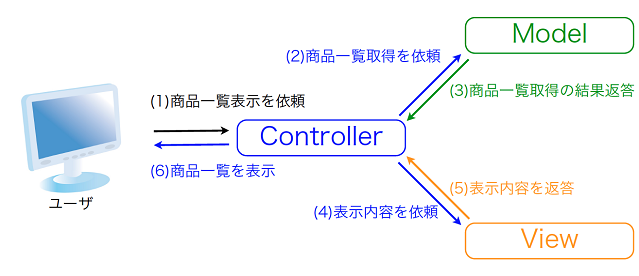 Model
(2)商品一覧取得を依頼
(3)商品一覧取得の結果返答
(1)商品一覧表示を依頼
Controller
(6)商品一覧を表示
(5)表示内容を返答
ユーザ
(4)表示内容を依頼
View